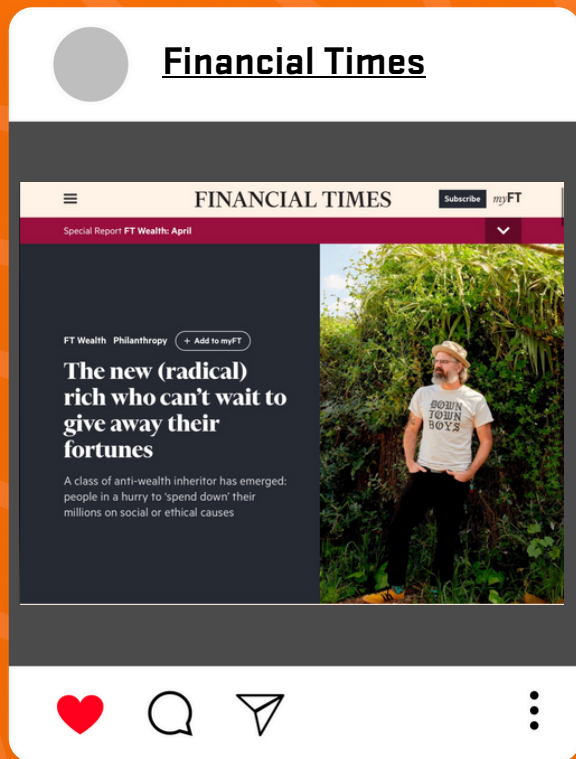 Financial Times
FINANCIAL TIMES
Subscribe
myFT
Special Report FT Wealth: April
FT Wealth Philanthropy + Add to myFT
The new (radical)
rich who can't wait to
give away their
fortunes
A class of anti-wealth inheritor has emerged:
people in a hurry to 'spend down' their
millions on social or ethical causes
DOWN
TOWN
BOYS